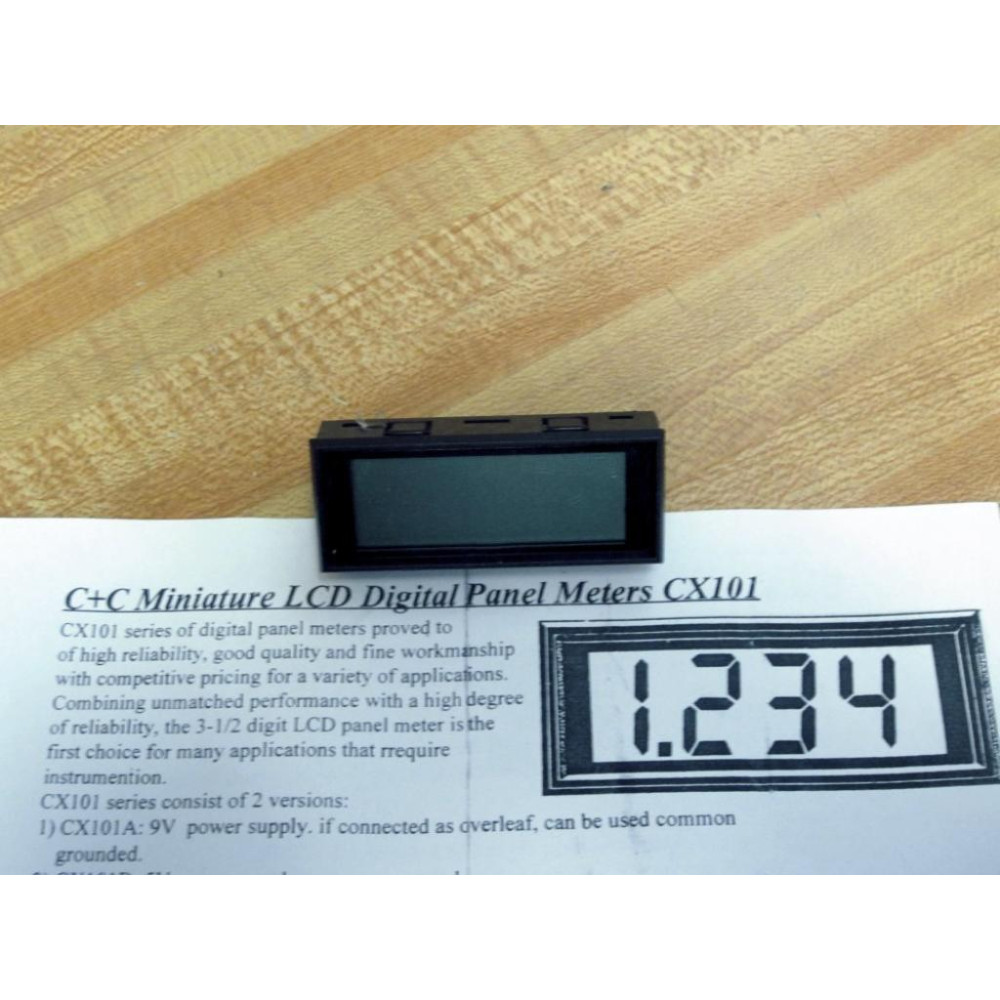 C+C Miniature LCD Digital Panel Meters CX101
CX101 series of digital panel meters proved to
of high reliability, good quality and fine workmanship
with competitive pricing for a variety of applications.
Combining unmatched performance with a high degree
of reliability, the 3-1/2 digit LCD panel meter is the
first choice for many applications that rrequire
instrumention.
CX101 series consist of 2 versions:
1) CX101A: 9V power supply. if connected as overleaf, can be used common
grounded.
1.234